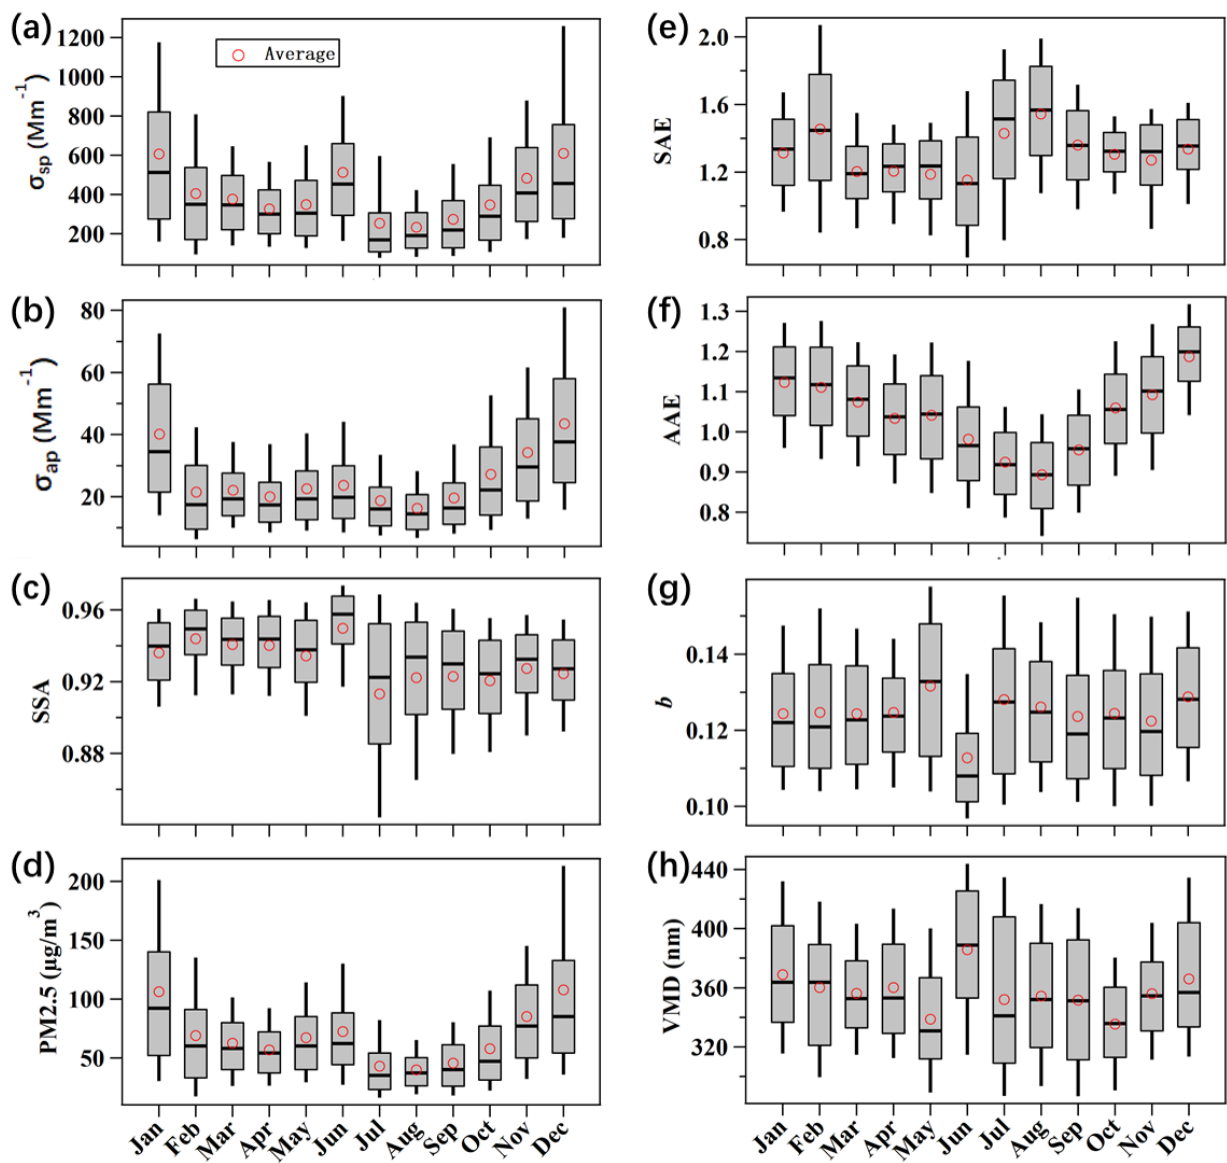 (a)
σsp (Mm⁻¹)
1200
1000
800
600
400
200
Average
(b)
σap (Mm⁻¹)
80
60
40
20
(c)
SSA
0.96
0.92
0.88
(d)
PM2.5 (μg/m³)
200
150
100
50
Jan Feb Mar Apr May Jun Jul Aug Sep Oct Nov Dec
(e)
SAE
2.0
1.6
1.2
0.8
(f)
AAE
1.3
1.2
1.1
1.0
0.9
0.8
(g)
b
0.14
0.12
0.10
(h)
VMD (nm)
440
400
360
320
Jan Feb Mar Apr May Jun Jul Aug Sep Oct Nov Dec